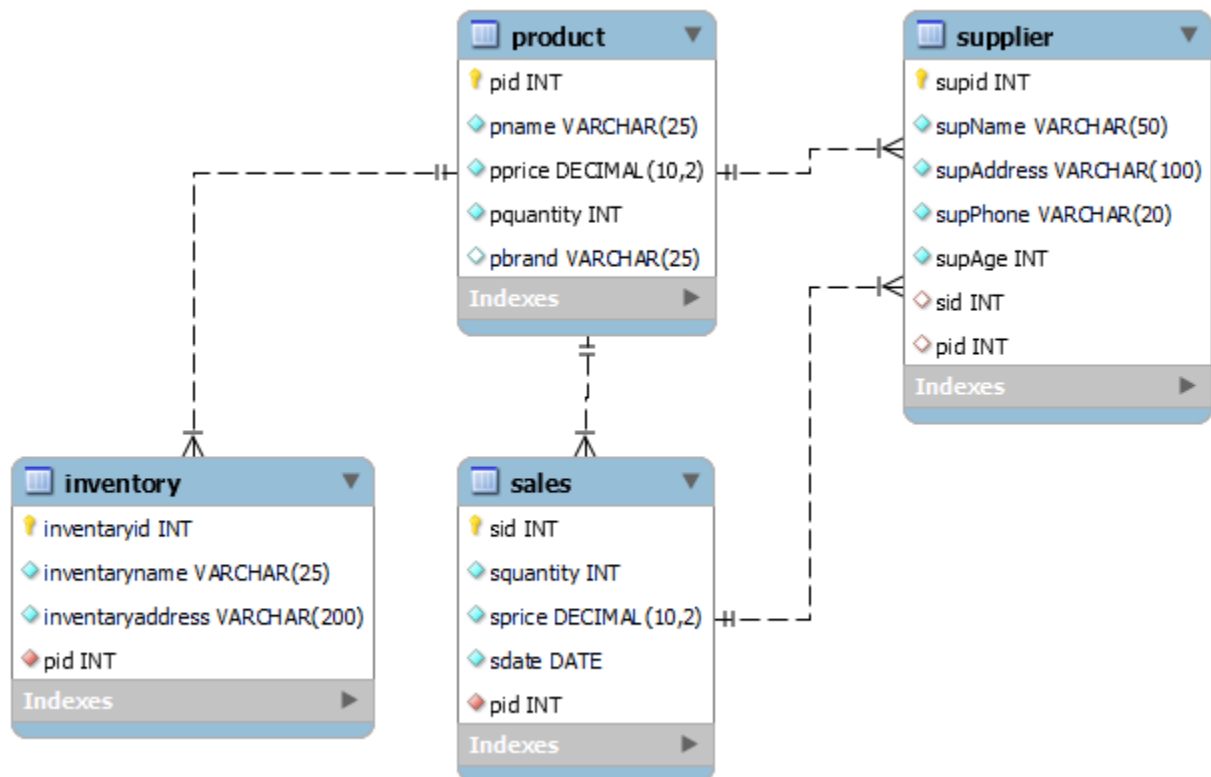 product
pid INT
pname VARCHAR(25)
pprice DECIMAL(10,2)
pquantity INT
pbrand VARCHAR(25)
Indexes
supplier
supid INT
supName VARCHAR(50)
supAddress VARCHAR(100)
supPhone VARCHAR(20)
supAge INT
sid INT
pid INT
Indexes
inventory
inventaryid INT
inventaryname VARCHAR(25)
inventaryaddress VARCHAR(200)
pid INT
Indexes
sales
sid INT
squantity INT
sprice DECIMAL(10,2)
sdate DATE
pid INT
Indexes